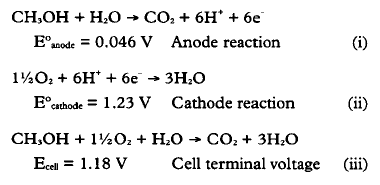 CH₃OH + H₂O → CO₂ + 6H⁺ + 6e⁻
E°anode = 0.046 V Anode reaction (i)
1½O₂ + 6H⁺ + 6e⁻ → 3H₂O
E°cathode = 1.23 V Cathode reaction (ii)
CH₃OH + 1½O₂ + H₂O → CO₂ + 3H₂O
Ecell = 1.18 V Cell terminal voltage (iii)